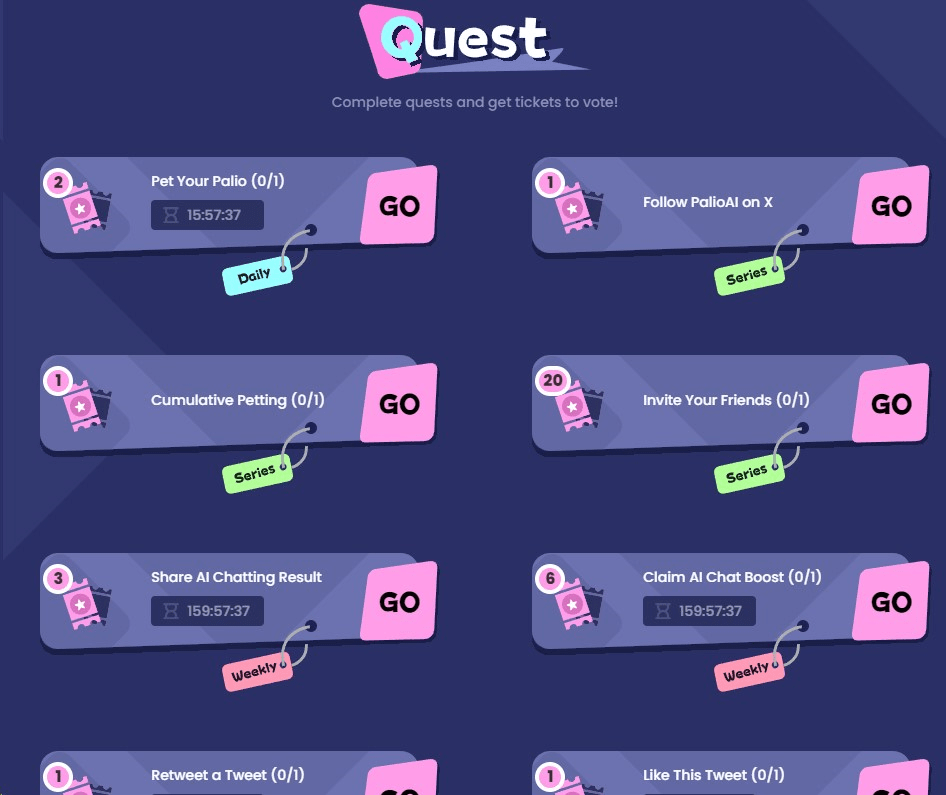 Quest
Complete quests and get tickets to vote!
2
Pet Your Palio (0/1)
15:57:37
GO
Daily
1
Follow PalioAI on X
GO
Series
1
Cumulative Petting (0/1)
GO
Series
20
Invite Your Friends (0/1)
GO
Series
3
Share AI Chatting Result
159:57:37
GO
Weekly
6
Claim AI Chat Boost (0/1)
159:57:37
GO
Weekly
1
Retweet a Tweet (0/1)
GO
1
Like This Tweet (0/1)
GO